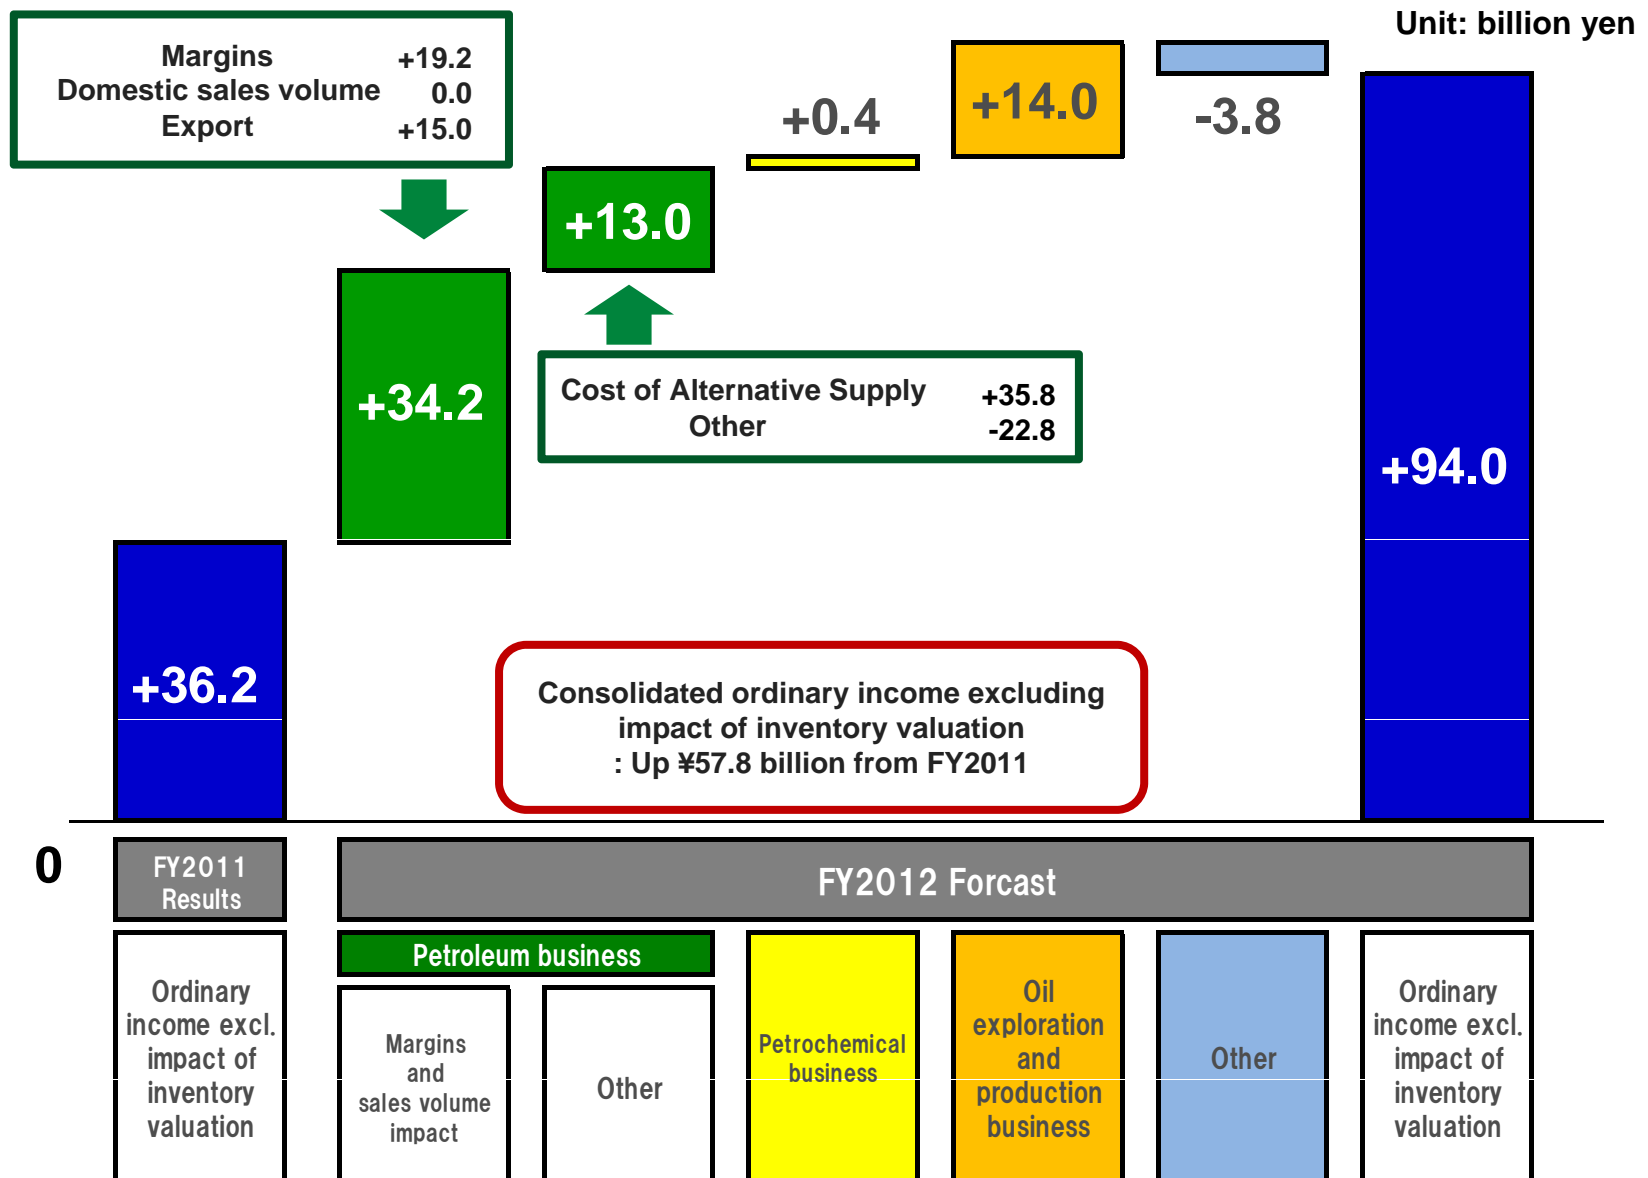 Unit: billion yen
Margins +19.2
Domestic sales volume 0.0
Export +15.0
+0.4
+14.0
-3.8
+13.0
+34.2
Cost of Alternative Supply +35.8
Other -22.8
+94.0
+36.2
Consolidated ordinary income excluding
impact of inventory valuation
: Up ¥57.8 billion from FY2011
0
FY2011
Results
FY2012 Forcast
Ordinary
income excl.
impact of
inventory
valuation
Petroleum business
Margins
and
sales volume
impact
Other
Petrochemical
business
Oil
exploration
and
production
business
Other
Ordinary
income excl.
impact of
inventory
valuation